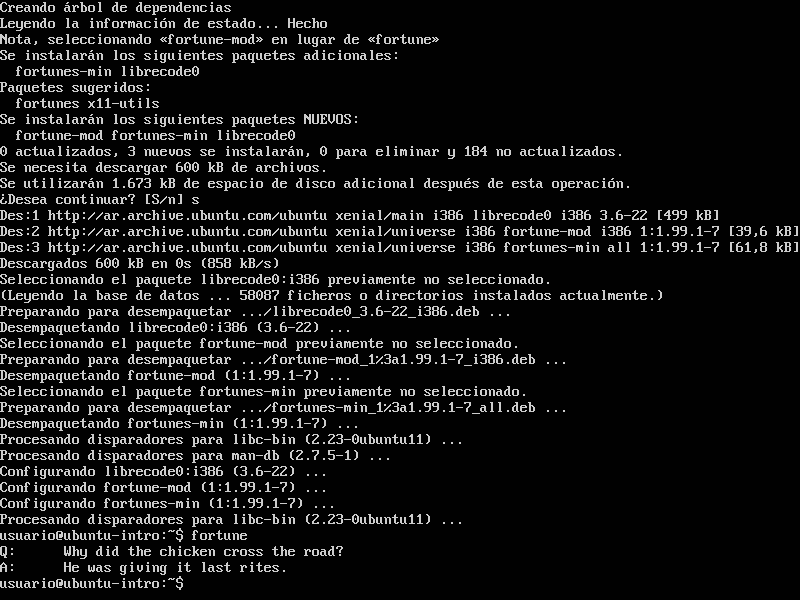 Creando árbol de dependencias
Leyendo la información de estado... Hecho
Nota, seleccionando «fortune-mod» en lugar de «fortune»
Se instalarán los siguientes paquetes adicionales:
  fortunes-min librecode0
Paquetes sugeridos:
  fortunes x11-utils
Se instalarán los siguientes paquetes NUEVOS:
  fortune-mod fortunes-min librecode0
0 actualizados, 3 nuevos se instalarán, 0 para eliminar y 184 no actualizados.
Se necesita descargar 600 kB de archivos.
Se utilizarán 1.673 kB de espacio de disco adicional después de esta operación.
¿Desea continuar? [S/n] s
Des:1 http://ar.archive.ubuntu.com/ubuntu xenial/main i386 librecode0 i386 3.6-22 [499 kB]
Des:2 http://ar.archive.ubuntu.com/ubuntu xenial/universe i386 fortune-mod i386 1:1.99.1-7 [39,6 kB]
Des:3 http://ar.archive.ubuntu.com/ubuntu xenial/universe i386 fortunes-min all 1:1.99.1-7 [61,8 kB]
Descargados 600 kB en 0s (858 kB/s)
Seleccionando el paquete librecode0:i386 previamente no seleccionado.
(Leyendo la base de datos ... 58087 ficheros o directorios instalados actualmente.)
Preparando para desempaquetar .../librecode0_3.6-22_i386.deb ...
Desempaquetando librecode0:i386 (3.6-22) ...
Seleccionando el paquete fortune-mod previamente no seleccionado.
Preparando para desempaquetar .../fortune-mod_1%3a1.99.1-7_i386.deb ...
Desempaquetando fortune-mod (1:1.99.1-7) ...
Seleccionando el paquete fortunes-min previamente no seleccionado.
Preparando para desempaquetar .../fortunes-min_1%3a1.99.1-7_all.deb ...
Desempaquetando fortunes-min (1:1.99.1-7) ...
Procesando disparadores para libc-bin (2.23-0ubuntu11) ...
Procesando disparadores para man-db (2.7.5-1) ...
Configurando librecode0:i386 (3.6-22) ...
Configurando fortune-mod (1:1.99.1-7) ...
Configurando fortunes-min (1:1.99.1-7) ...
Procesando disparadores para libc-bin (2.23-0ubuntu11) ...
usuario@ubuntu-intro:~$ fortune
Q:      Why did the chicken cross the road?
A:      He was giving it last rites.
usuario@ubuntu-intro:~$